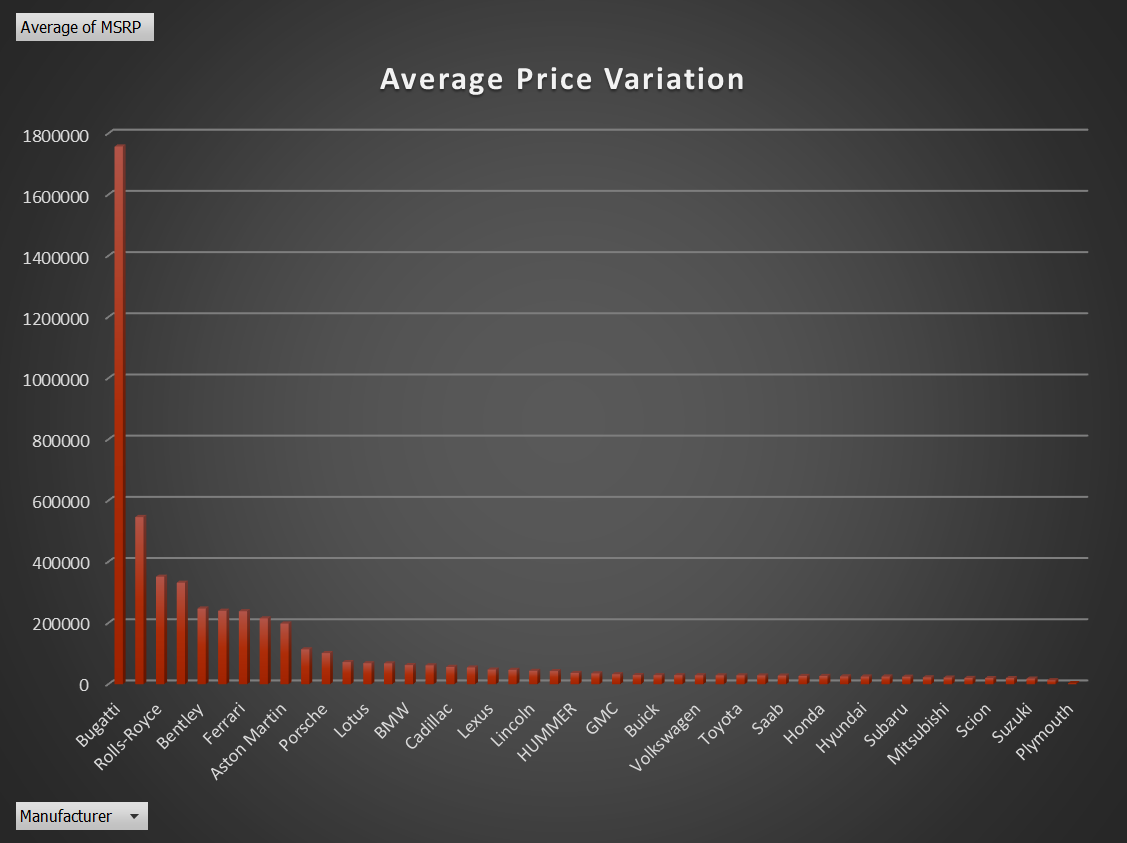 Average of MSRP
Average Price Variation
1800000
1600000
1400000
1200000
1000000
800000
600000
400000
200000
0
Bugatti
Rolls-Royce
Bentley
Ferrari
Aston Martin
Porsche
Lotus
BMW
Cadillac
Lexus
Lincoln
HUMMER
GMC
Buick
Volkswagen
Toyota
Saab
Honda
Hyundai
Subaru
Mitsubishi
Scion
Suzuki
Plymouth
Manufacturer